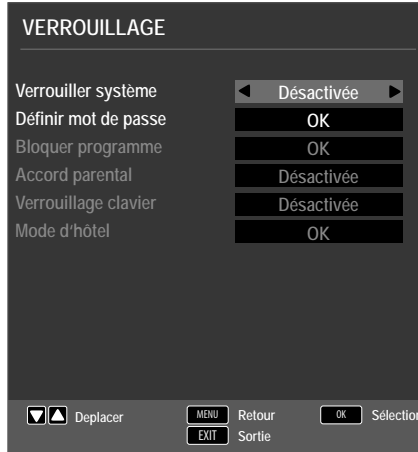 VERROUILLAGE
Verrouiller système Désactivée
Définir mot de passe OK
Bloquer programme OK
Accord parental Désactivée
Verrouillage clavier Désactivée
Mode d'hôtel OK
Deplacer MENU Retour OK Sélection
EXIT Sortie